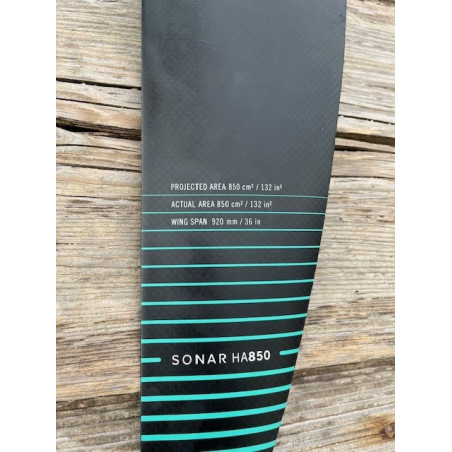 PROJECTED AREA 850 cm² / 132 in²
ACTUAL AREA 850 cm² / 132 in²
WING SPAN 920 mm / 36 in
SONAR HA850